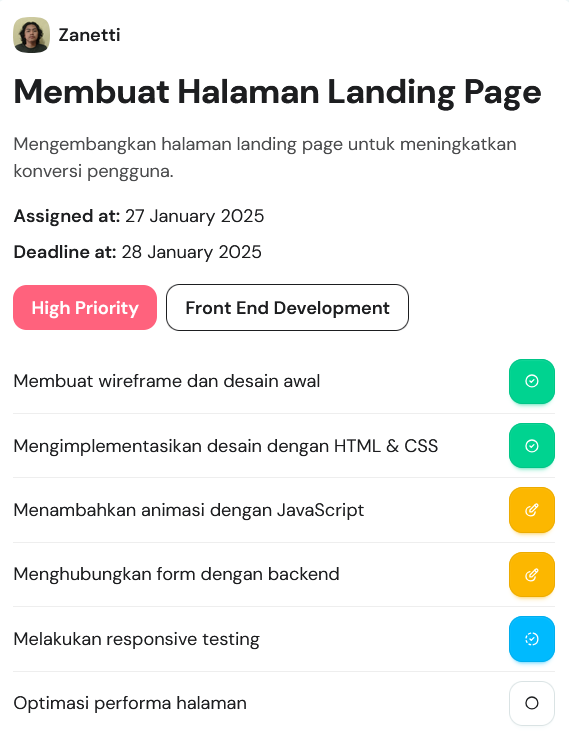 Zanetti
Membuat Halaman Landing Page
Mengembangkan halaman landing page untuk meningkatkan
konversi pengguna.
Assigned at: 27 January 2025
Deadline at: 28 January 2025
High Priority
Front End Development
Membuat wireframe dan desain awal
Mengimplementasikan desain dengan HTML & CSS
Menambahkan animasi dengan JavaScript
Menghubungkan form dengan backend
Melakukan responsive testing
Optimasi performa halaman